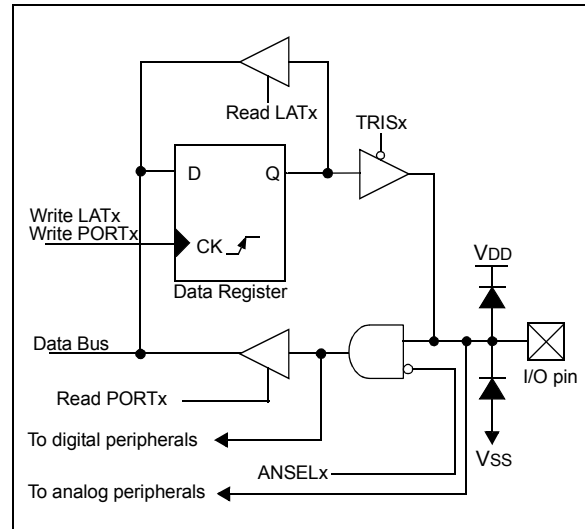 Read LATx
TRISx
D Q
Write LATx
Write PORTx
CK
Data Register
VDD
Data Bus
I/O pin
Read PORTx
To digital peripherals
VSS
ANSELx
To analog peripherals